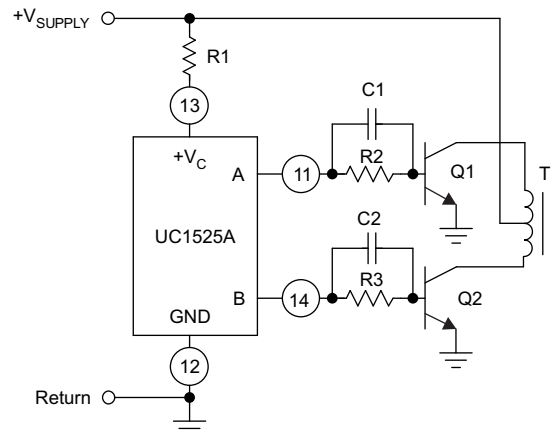 +VSUPPLY
R1
13
C1
+VC
A
11
R2
Q1
T
UC1525A
C2
R3
B
14
Q2
GND
12
Return